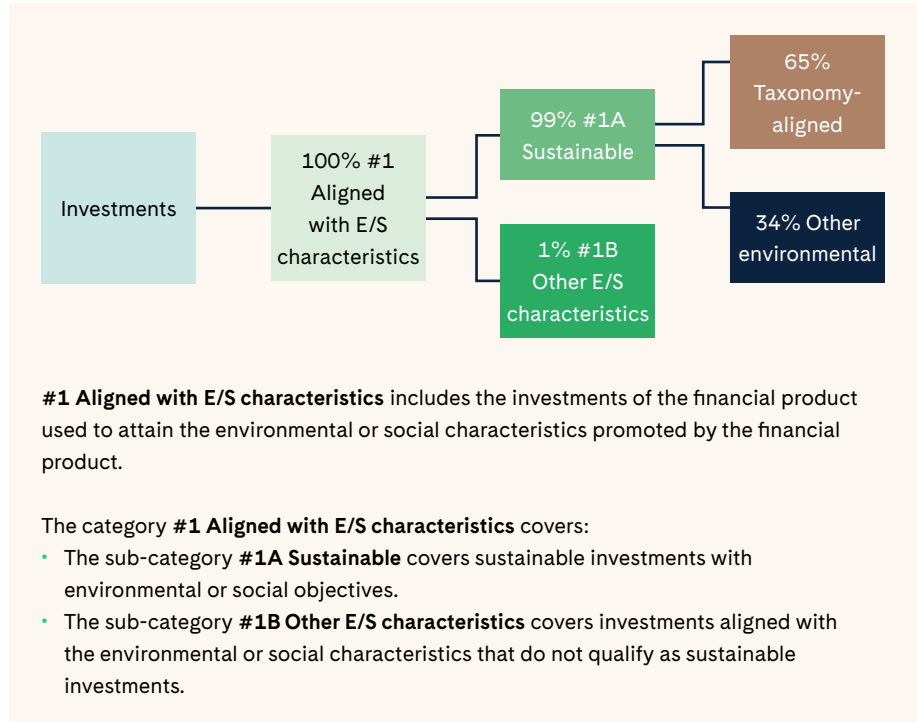 Investments
100% #1
Aligned
with E/S
characteristics
99% #1A
Sustainable
1% #1B
Other E/S
characteristics
65%
Taxonomy-
aligned
34% Other
environmental
#1 Aligned with E/S characteristics includes the investments of the financial product
used to attain the environmental or social characteristics promoted by the financial
product.
The category #1 Aligned with E/S characteristics covers:
• The sub-category #1A Sustainable covers sustainable investments with
environmental or social objectives.
• The sub-category #1B Other E/S characteristics covers investments aligned with
the environmental or social characteristics that do not qualify as sustainable
investments.